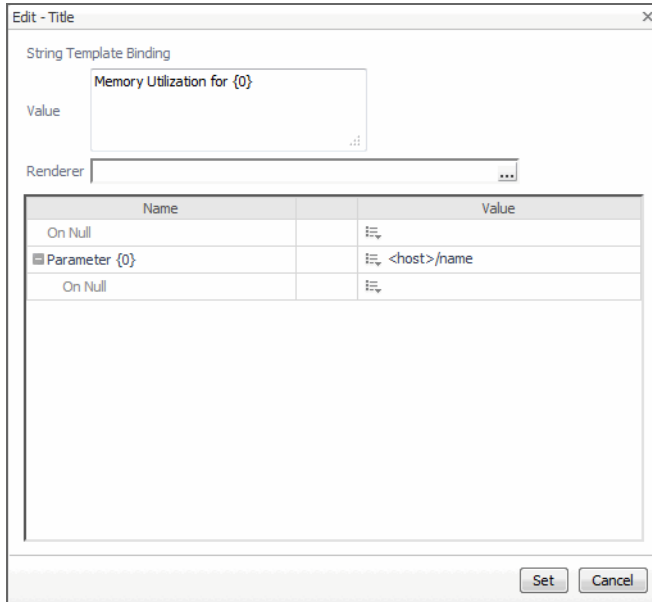 Edit - Title
String Template Binding
Memory Utilization for {0}
Value
Renderer
...
Name Value
On Null
Parameter {0} <host>/name
On Null
Set Cancel